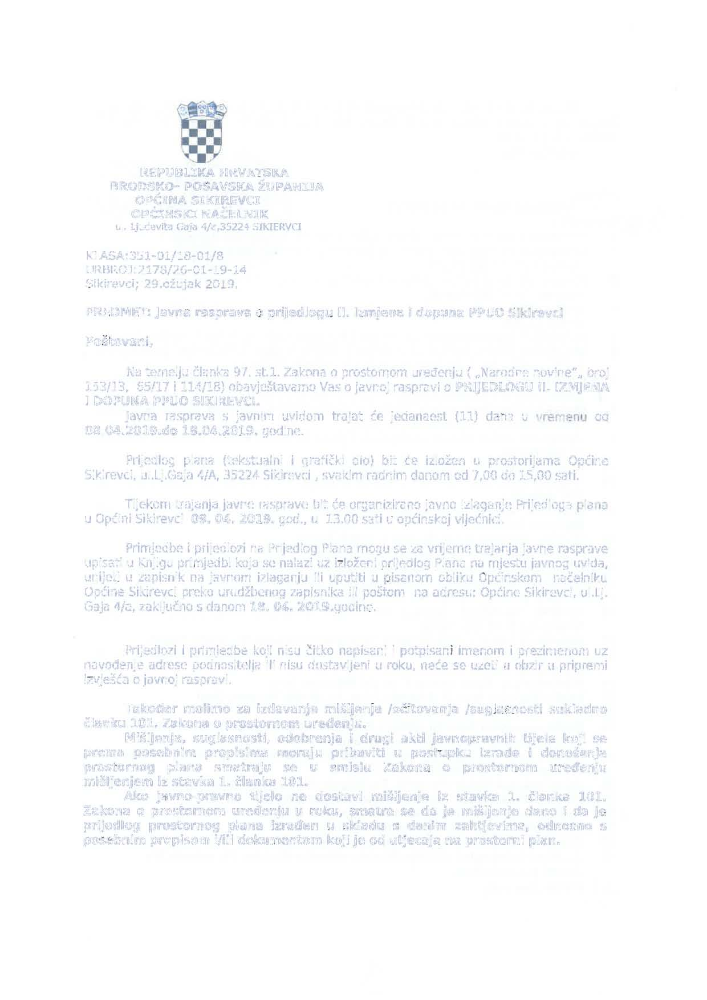 REPUBLIKA HRVATSKA
BRODSKO- POSAVSKA ŽUPANIJA
OPĆINA SIKIREVCI
OPĆINSKI NAČELNIK
ul. Ljudevita Gaja 4/a,35224 SIKIERVCI
KLASA:351-01/18-01/8
URBROJ:2178/26-01-19-14
Sikirevci; 29.ožujak 2019.
PREDMET: Javna rasprava o prijedlogu II. Izmjena i dopuna PPUO Sikirevci
Poštovani,
Na temelju članka 97. st.1. Zakona o prostornom uređenju ( „Narodne novine“„ broj
153/13, 65/17 i 114/18) obavještavamo Vas o javnoj raspravi o PRIJEDLOGU II. IZMJENA
I DOPUNA PPUO SIKIREVCI.
Javna rasprava s javnim uvidom trajat će jedanaest (11) dana u vremenu od
08.04.2019.do 18.04.2019. godine.
Prijedlog plana (tekstualni i grafički dio) bit će izložen u prostorijama Općine
Sikirevci, ul.Lj.Gaja 4/A, 35224 Sikirevci , svakim radnim danom od 7,00 do 15,00 sati.
Tijekom trajanja javne rasprave bit će organizirano javno izlaganje Prijedloga plana
u Općini Sikirevci 09. 04. 2019. god., u 13.00 sati u općinskoj vijećnici.
Primjedbe i prijedlozi na Prijedlog Plana mogu se za vrijeme trajanja javne rasprave
upisati u Knjigu primjedbi koja se nalazi uz izloženi prijedlog Plana na mjestu javnog uvida,
unijeti u zapisnik na javnom izlaganju ili uputiti u pisanom obliku Općinskom načelniku
Općine Sikirevci preko urudžbenog zapisnika ili poštom na adresu: Općine Sikirevci, ul.Lj.
Gaja 4/a, zaključno s danom 18. 04. 2019.godine.
Prijedlozi i primjedbe koji nisu čitko napisani i potpisani imenom i prezimenom uz
navođenje adrese podnositelja ili nisu dostavljeni u roku, neće se uzeti u obzir u pripremi
izvješća o javnoj raspravi.
Također molimo za izdavanje mišljenja /očitovanja /suglasnosti sukladno
članku 101. Zakona o prostornom uređenju.
Mišljenja, suglasnosti, odobrenja i drugi akti javnopravnih tijela koji se
prema posebnim propisima moraju pribaviti u postupku izrade i donošenja
prostornog plana smatraju se u smislu Zakona o prostornom uređenju
mišljenjem iz stavka 1. članka 101.
Ako javno-pravno tijelo ne dostavi mišljenje iz stavka 1. članka 101.
Zakona o prostornom uređenju u roku, smatra se da je mišljenje dano i da je
prijedlog prostornog plana izrađen u skladu s danim zahtjevima, odnosno s
posebnim propisom i/ili dokumentom koji je od utjecaja na prostorni plan.